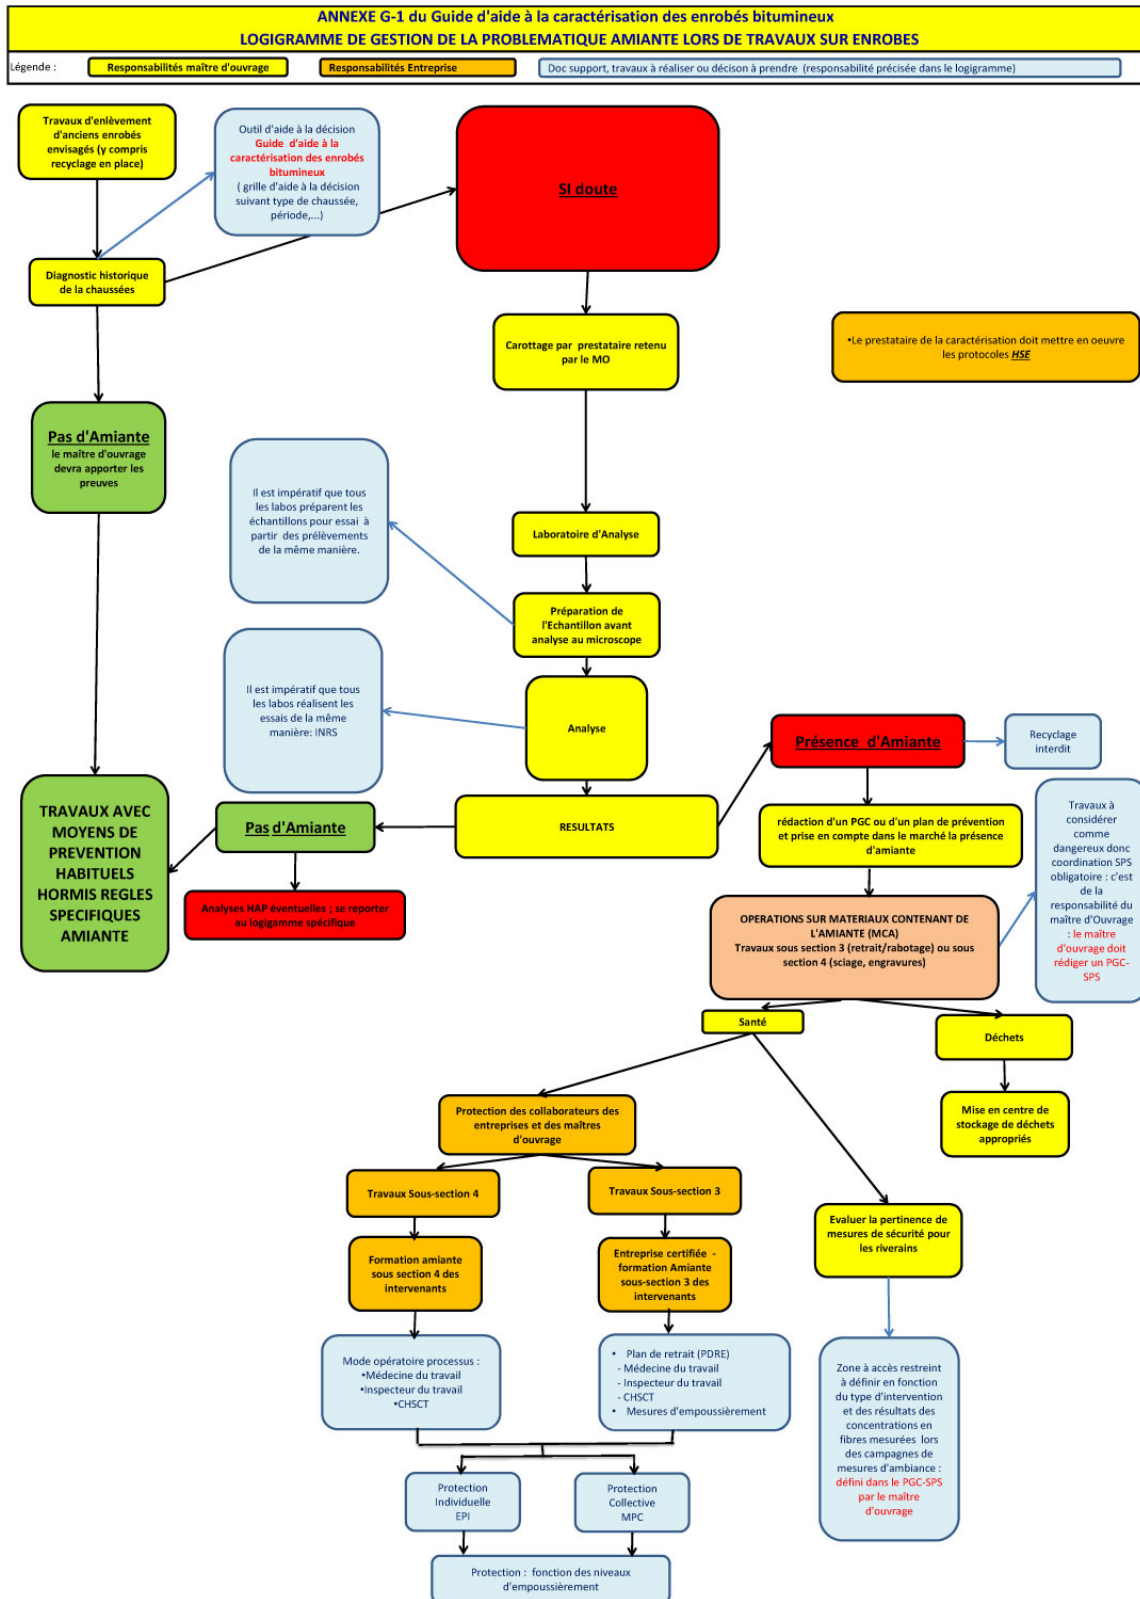 ANNEXE G-1 du Guide d'aide à la caractérisation des enrobés bitumineux
LOGIGRAMME DE GESTION DE LA PROBLEMATIQUE AMIANTE LORS DE TRAVAUX SUR ENROBES
Légende :
Responsabilités maître d'ouvrage
Responsabilités Entreprise
Doc support, travaux à réaliser ou décison à prendre (responsabilité précisée dans le logigramme)
Travaux d'enlèvement
d'anciens enrobés
envisagés (y compris
recyclage en place)
Outil d'aide à la décision
Guide d'aide à la
caractérisation des enrobés
bitumineux
( grille d'aide à la décision
suivant type de chaussée,
période,...)
SI doute
Diagnostic historique
de la chaussées
Carottage par prestataire retenu
par le MO
•Le prestataire de la caractérisation doit mettre en oeuvre
les protocoles HSE
Pas d'Amiante
le maître d'ouvrage
devra apporter les
preuves
Il est impératif que tous
les labos préparent les
échantillons pour essai à
partir des prélèvements
de la même manière.
Laboratoire d'Analyse
Préparation de
l'Echantillon avant
analyse au microscope
Il est impératif que tous
les labos réalisent les
essais de la même
manière: INRS
Analyse
Présence d'Amiante
Recyclage
interdit
TRAVAUX AVEC
MOYENS DE
PREVENTION
HABITUELS
HORMIS REGLES
SPECIFIQUES
AMIANTE
Pas d'Amiante
RESULTATS
rédaction d'un PGC ou d'un plan de prévention
et prise en compte dans le marché la présence
d'amiante
Travaux à
considérer
comme
dangereux donc
coordination SPS
obligatoire : c'est
de la
responsabilité du
maître d'Ouvrage
: le maître
d'ouvrage doit
rédiger un PGC-
SPS
Analyses HAP éventuelles ; se reporter
au logigamme spécifique
OPERATIONS SUR MATERIAUX CONTENANT DE
L'AMIANTE (MCA)
Travaux sous section 3 (retrait/rabotage) ou sous
section 4 (sciage, engravures)
Santé
Déchets
Protection des collaborateurs des
entreprises et des maîtres
d'ouvrage
Mise en centre de
stockage de déchets
appropriés
Travaux Sous-section 4
Travaux Sous-section 3
Evaluer la pertinence de
mesures de sécurité pour
les riverains
Formation amiante
sous section 4 des
intervenants
Entreprise certifiée -
formation Amiante
sous-section 3 des
intervenants
Mode opératoire processus :
•Médecine du travail
•Inspecteur du travail
•CHSCT
• Plan de retrait (PDRE)
- Médecine du travail
- Inspecteur du travail
- CHSCT
• Mesures d'empoussièrement
Zone à accès restreint
à définir en fonction
du type d'intervention
et des résultats des
concentrations en
fibres mesurées lors
des campagnes de
mesures d'ambiance :
défini dans le PGC-SPS
par le maître
d'ouvrage
Protection
Individuelle
EPI
Protection
Collective
MPC
Protection : fonction des niveaux
d'empoussièrement